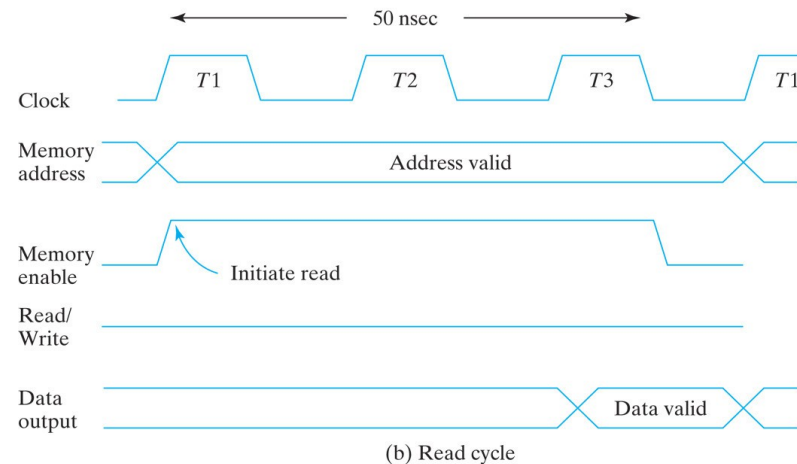 50 nsec
T1
T2
T3
T1
Clock
Memory
address
Address valid
Memory
enable
Initiate read
Read/
Write
Data
output
Data valid
(b) Read cycle